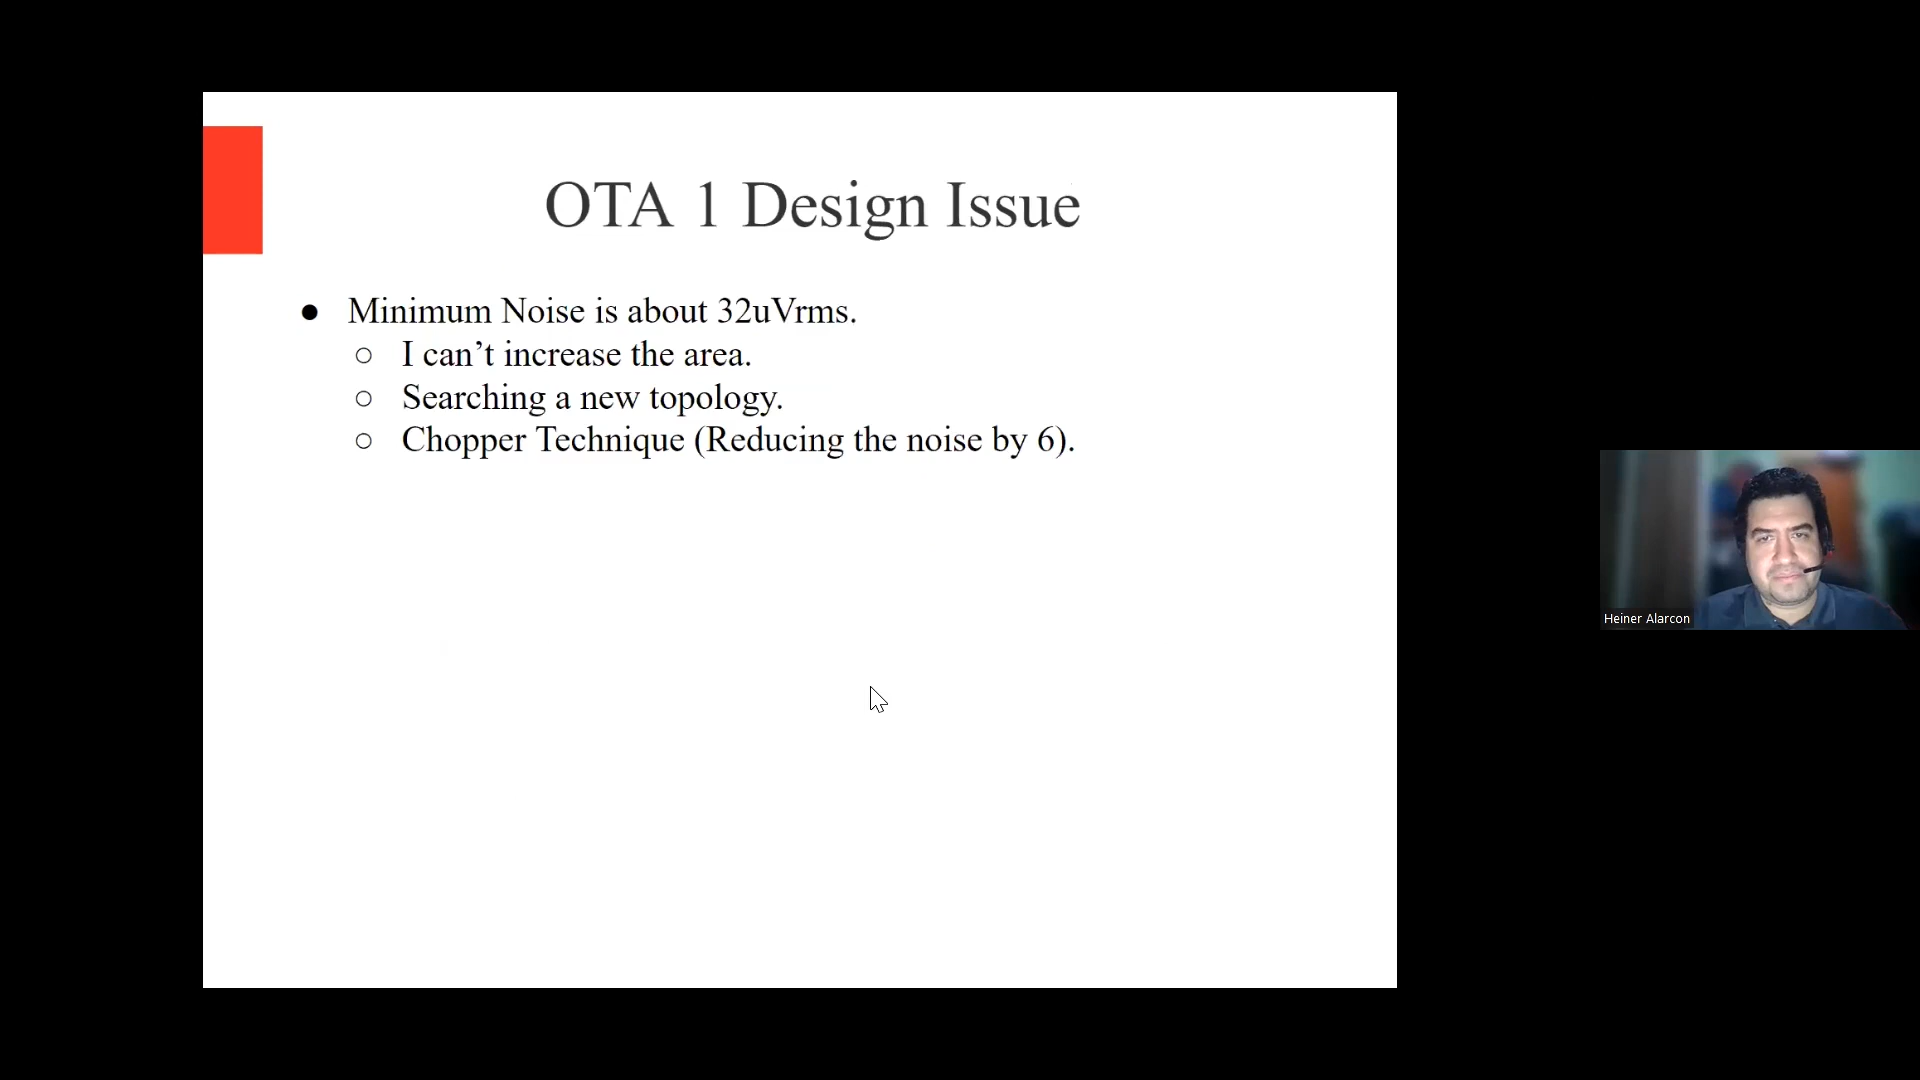 OTA 1 Design Issue
● Minimum Noise is about 32uVrms.
○ I can’t increase the area.
○ Searching a new topology.
○ Chopper Technique (Reducing the noise by 6).
Heiner Alarcon